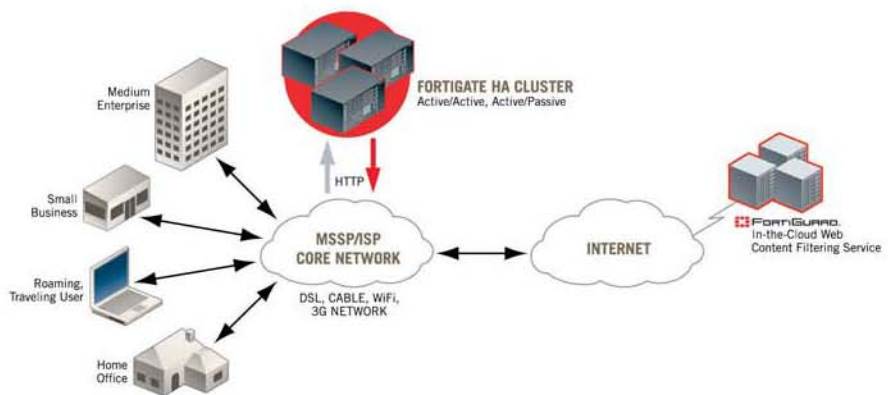 Medium
Enterprise
FORTIGATE HA CLUSTER
Active/Active, Active/Passive
HTTP
Small
Business
MSSP/ISP
CORE NETWORK
INTERNET
FORTIGUARD.
In-the-Cloud Web
Content Filtering Service
Roaming,
Traveling User
DSL, CABLE, WiFi,
3G NETWORK
Home
Office